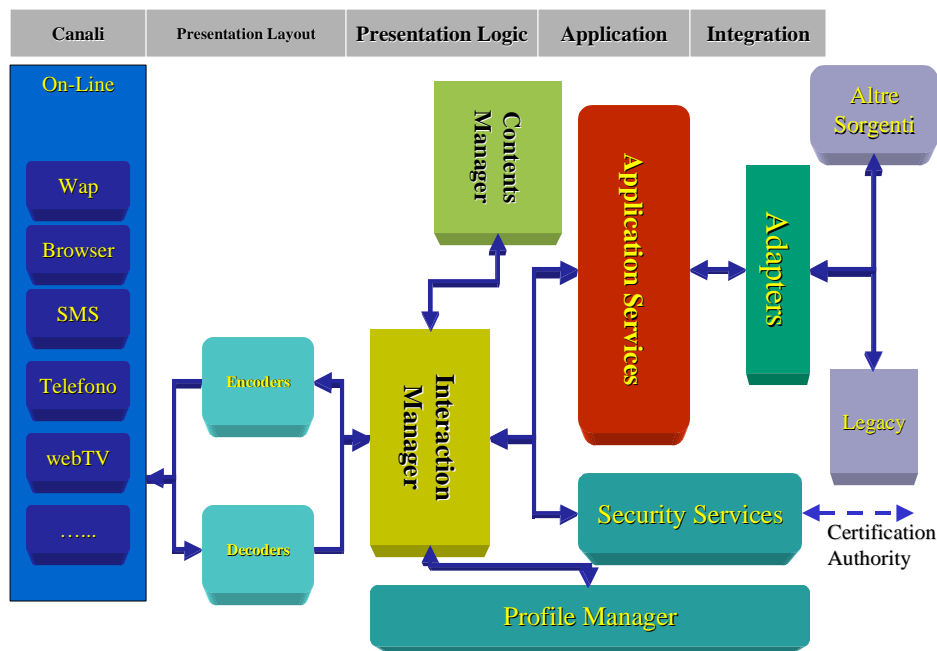 Canali
Presentation Layout
Presentation Logic
Application
Integration
On-Line
Wap
Browser
SMS
Telefono
webTV
…...
Encoders
Decoders
Contents
Manager
Interaction
Manager
Application Services
Adapters
Altre
Sorgenti
Legacy
Security Services
Certification
Authority
Profile Manager